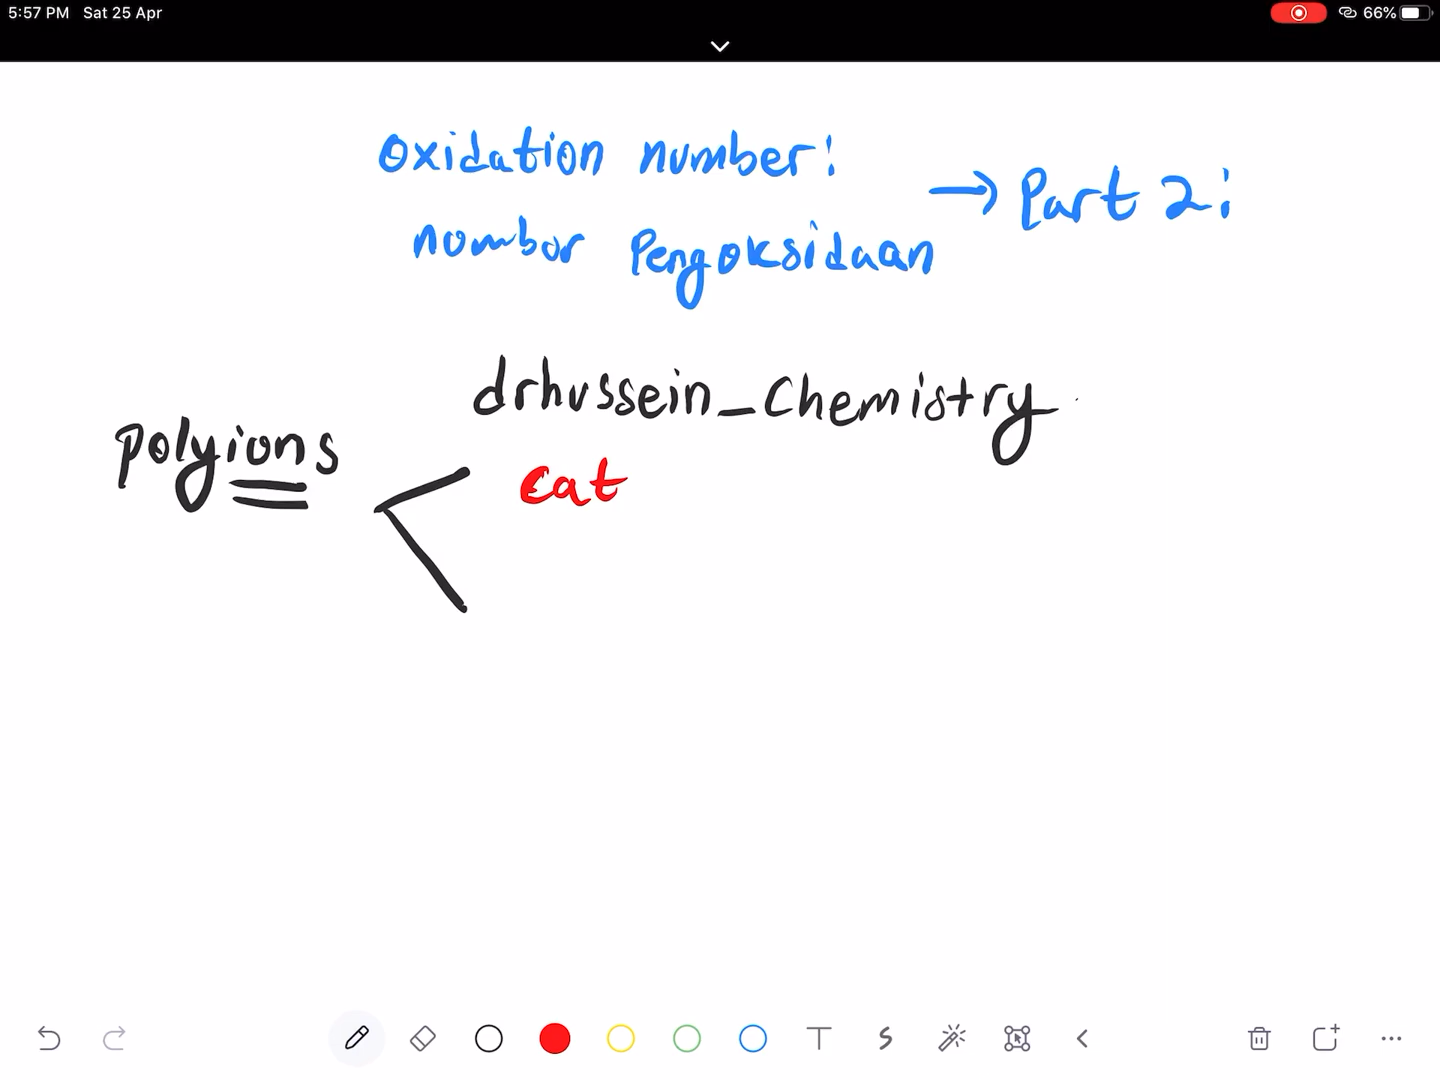 5:57 PM Sat 25 Apr
66%
Oxidation number:
nombor Pengoksidaan
→ Part 2:
drhussein_Chemistry
polyions
cat
T